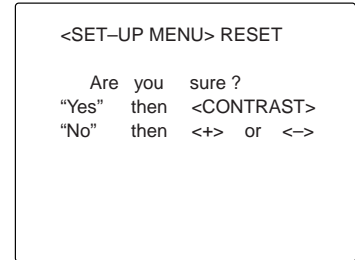 <SET–UP MENU> RESET
Are you sure ?
“Yes” then <CONTRAST>
“No” then <+> or <–>